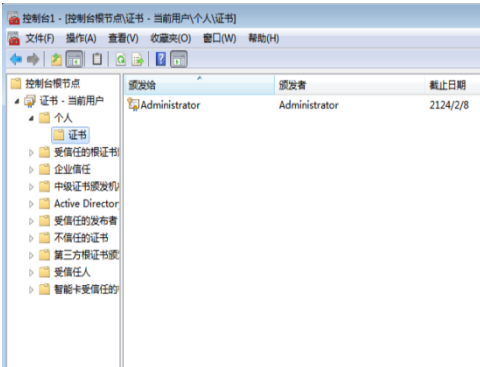 控制台1 - [控制台根节点\证书 - 当前用户\个人\证书]
文件(F) 操作(A) 查看(V) 收藏夹(O) 窗口(W) 帮助(H)
控制台根节点
证书 - 当前用户
个人
证书
受信任的根证书
企业信任
中级证书颁发机
Active Director
受信任的发布者
不信任的证书
第三方根证书颁
受信任人
智能卡受信任的
颁发给 颁发者 截止日期
Administrator Administrator 2124/2/8